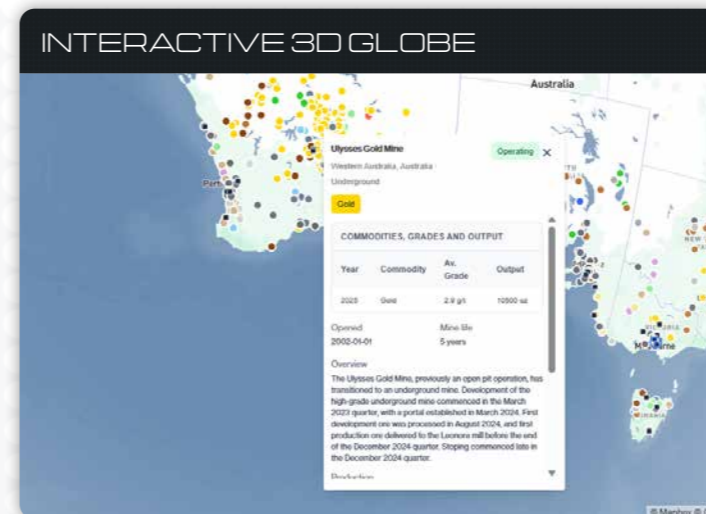 INTERACTIVE 3D GLOBE
Australia
Ulysses Gold Mine
Operating ×
Western Australia, Australia
Underground
Gold
COMMODITIES, GRADES AND OUTPUT
Year Commodity Av. Grade Output
2025 Gold 2.9 g/t 10500 oz
Opened Mine life
2002-01-01 5 years
Overview
The Ulysses Gold Mine, previously an open pit operation, has
transitioned to an underground mine. Development of the
high-grade underground mine commenced in the March
2023 quarter, with a portal established in March 2024. First
development ore was processed in August 2024, and first
production ore delivered to the Leonora mill before the end
of the December 2024 quarter. Stoping commenced late in
the December 2024 quarter.
Production
© Mapbox ©